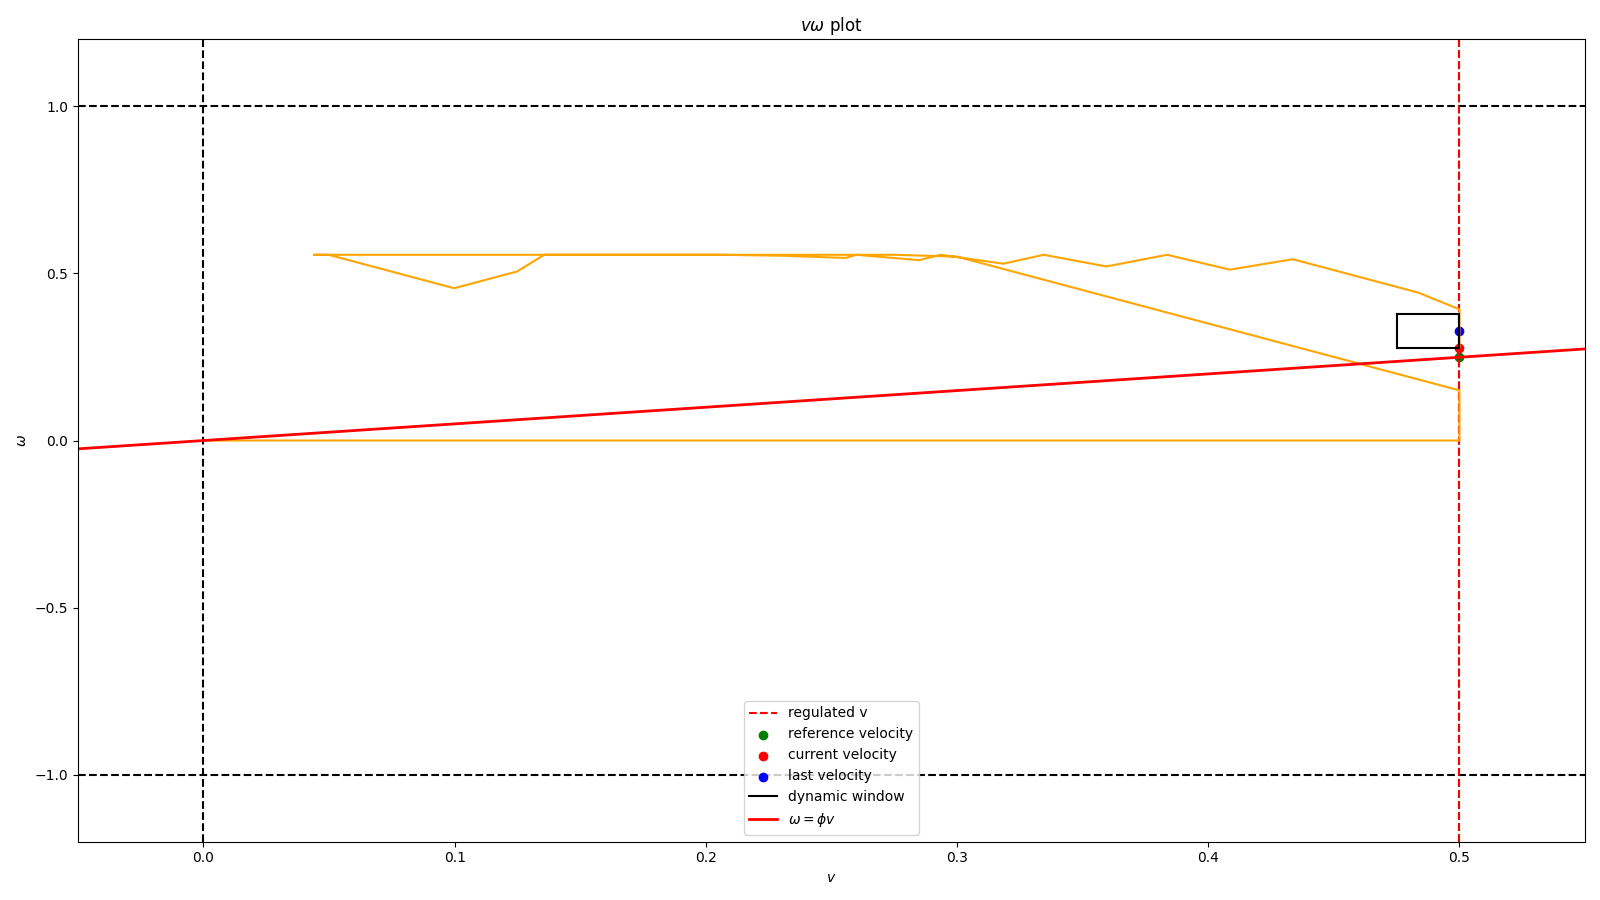 vω plot
ω
1.0
0.5
0.0
−0.5
−1.0
regulated v
reference velocity
current velocity
last velocity
dynamic window
ω = ϕv
0.0 0.1 0.2 0.3 0.4 0.5
v